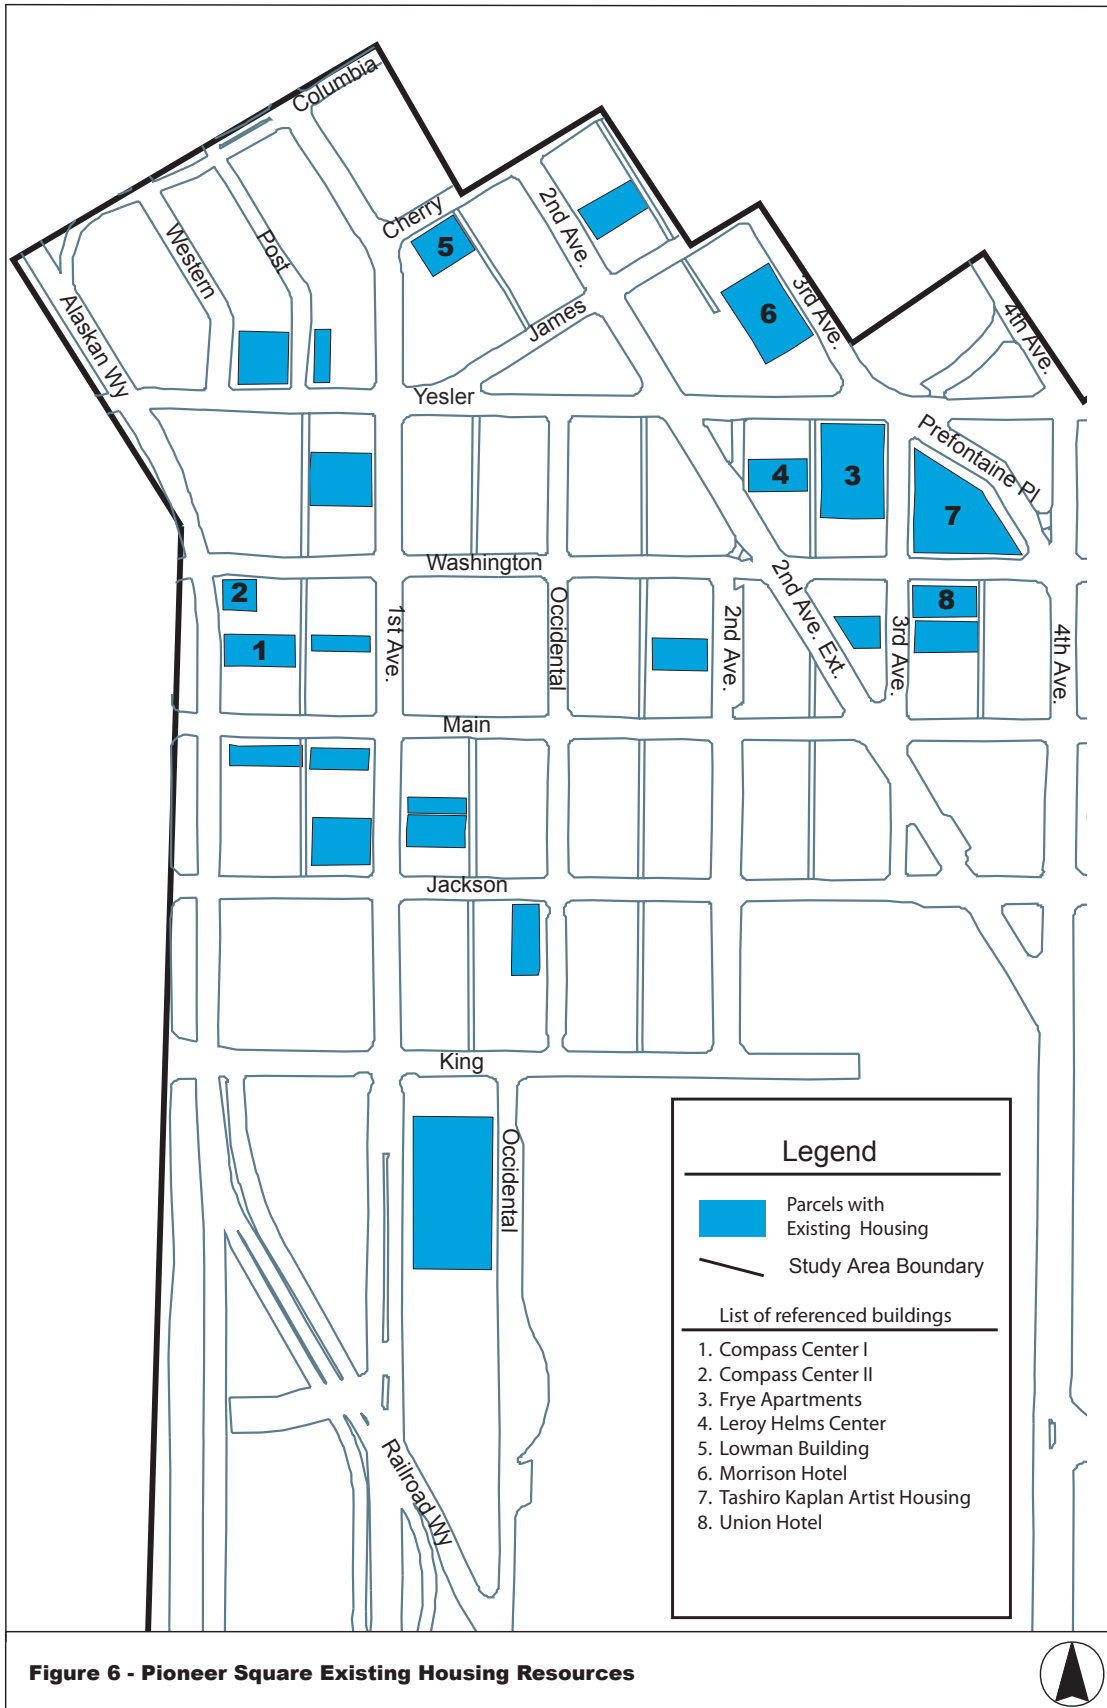 Columbia
Cherry
2nd Ave.
Western
Post
5
6
3rd Ave.
4th Ave.
Alaskan Wy
James
Yesler
Prefontaine Pl
4
3
7
Washington
2
1
1st Ave.
Occidental
2nd Ave.
2nd Ave. Ext.
3rd Ave.
8
4th Ave.
Main
Jackson
King
Occidental
Railroad Wy
Legend
Parcels with
Existing Housing
Study Area Boundary
List of referenced buildings
1. Compass Center I
2. Compass Center II
3. Frye Apartments
4. Leroy Helms Center
5. Lowman Building
6. Morrison Hotel
7. Tashiro Kaplan Artist Housing
8. Union Hotel
Figure 6 - Pioneer Square Existing Housing Resources